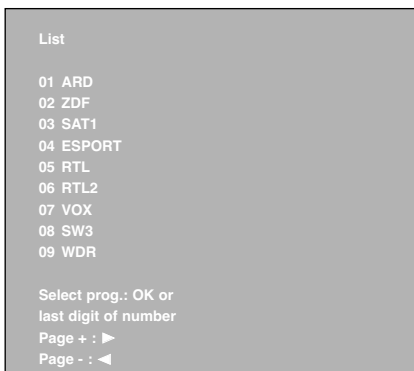 List
01 ARD
02 ZDF
03 SAT1
04 ESPORT
05 RTL
06 RTL2
07 VOX
08 SW3
09 WDR
Select prog.: OK or
last digit of number
Page + : ▶
Page - : ◀